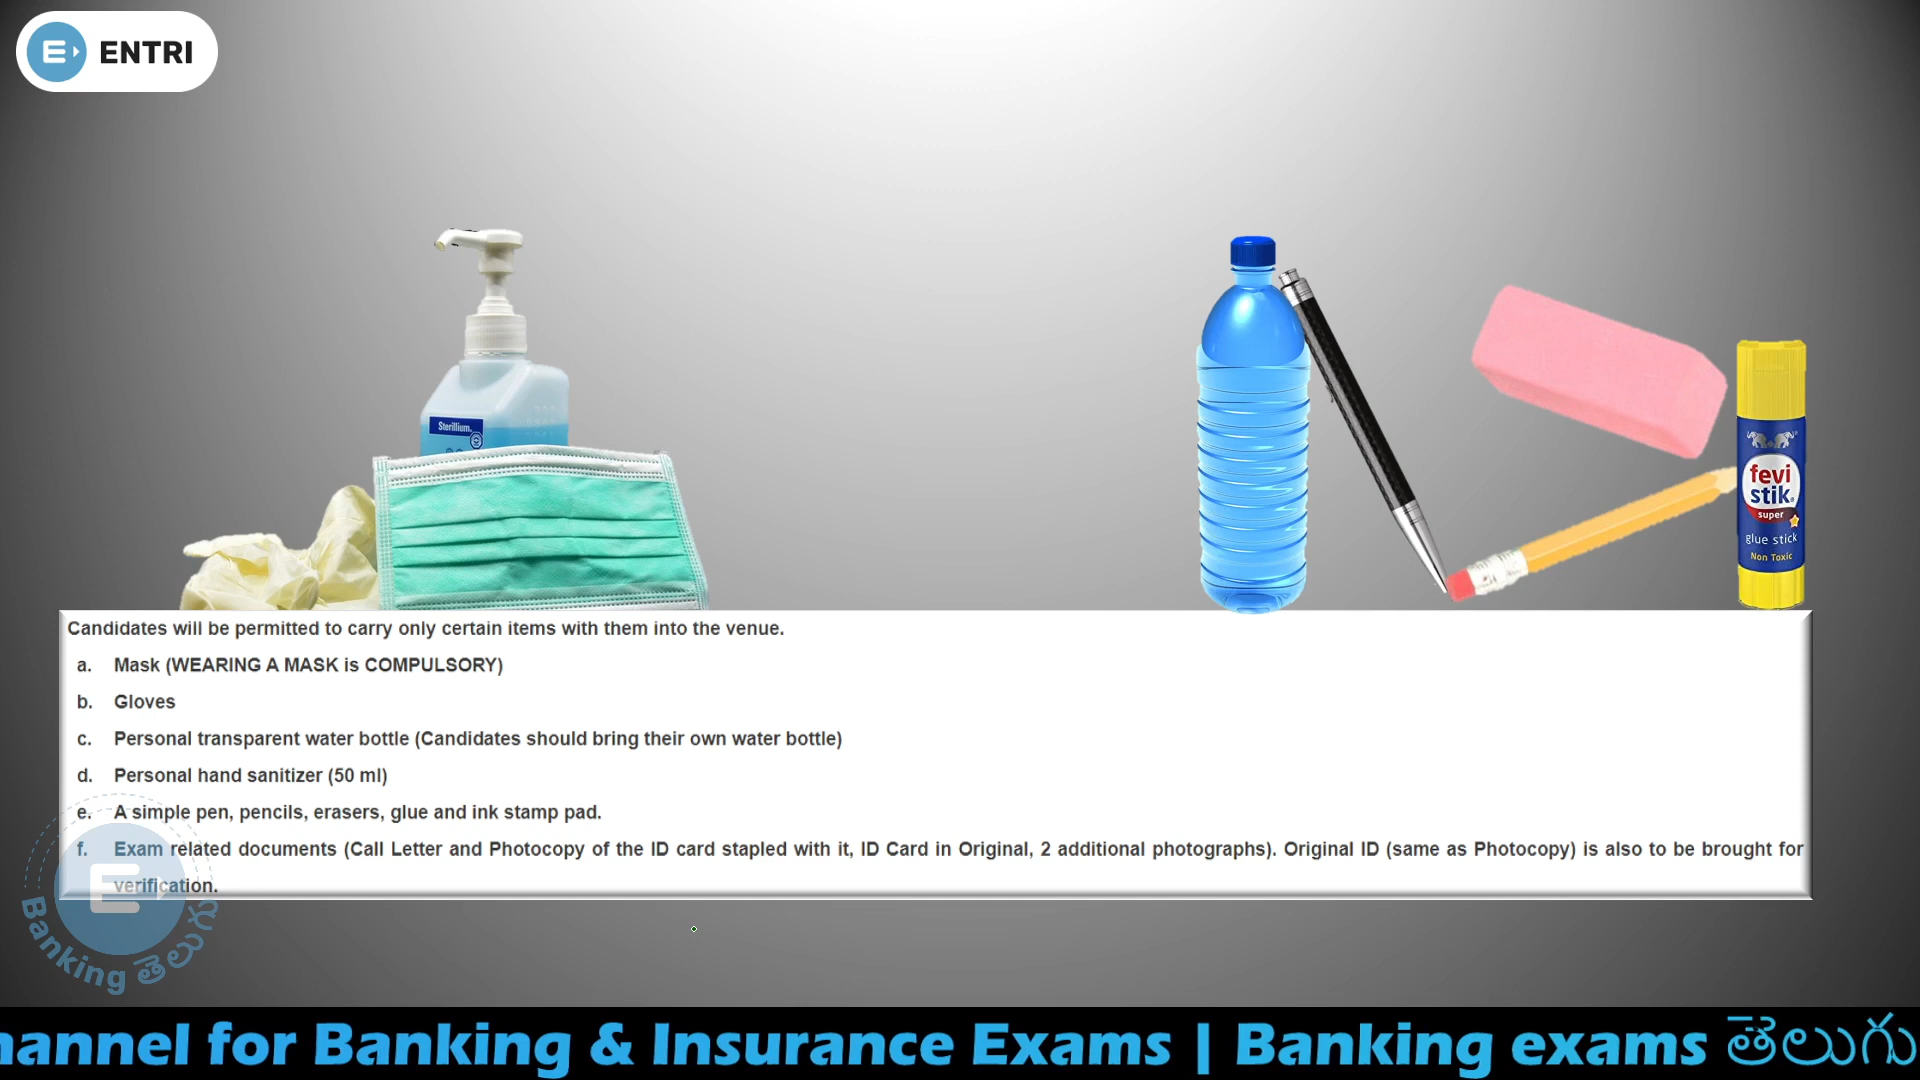 ENTRI
Sterillium
fevi
stik
super
glue stick
Non Toxic
Candidates will be permitted to carry only certain items with them into the venue.
a. Mask (WEARING A MASK is COMPULSORY)
b. Gloves
c. Personal transparent water bottle (Candidates should bring their own water bottle)
d. Personal hand sanitizer (50 ml)
e. A simple pen, pencils, erasers, glue and ink stamp pad.
f. Exam related documents (Call Letter and Photocopy of the ID card stapled with it, ID Card in Original, 2 additional photographs). Original ID (same as Photocopy) is also to be brought for
verification.
Banking తెలుగు
hannel for Banking & Insurance Exams | Banking exams తెలుగు